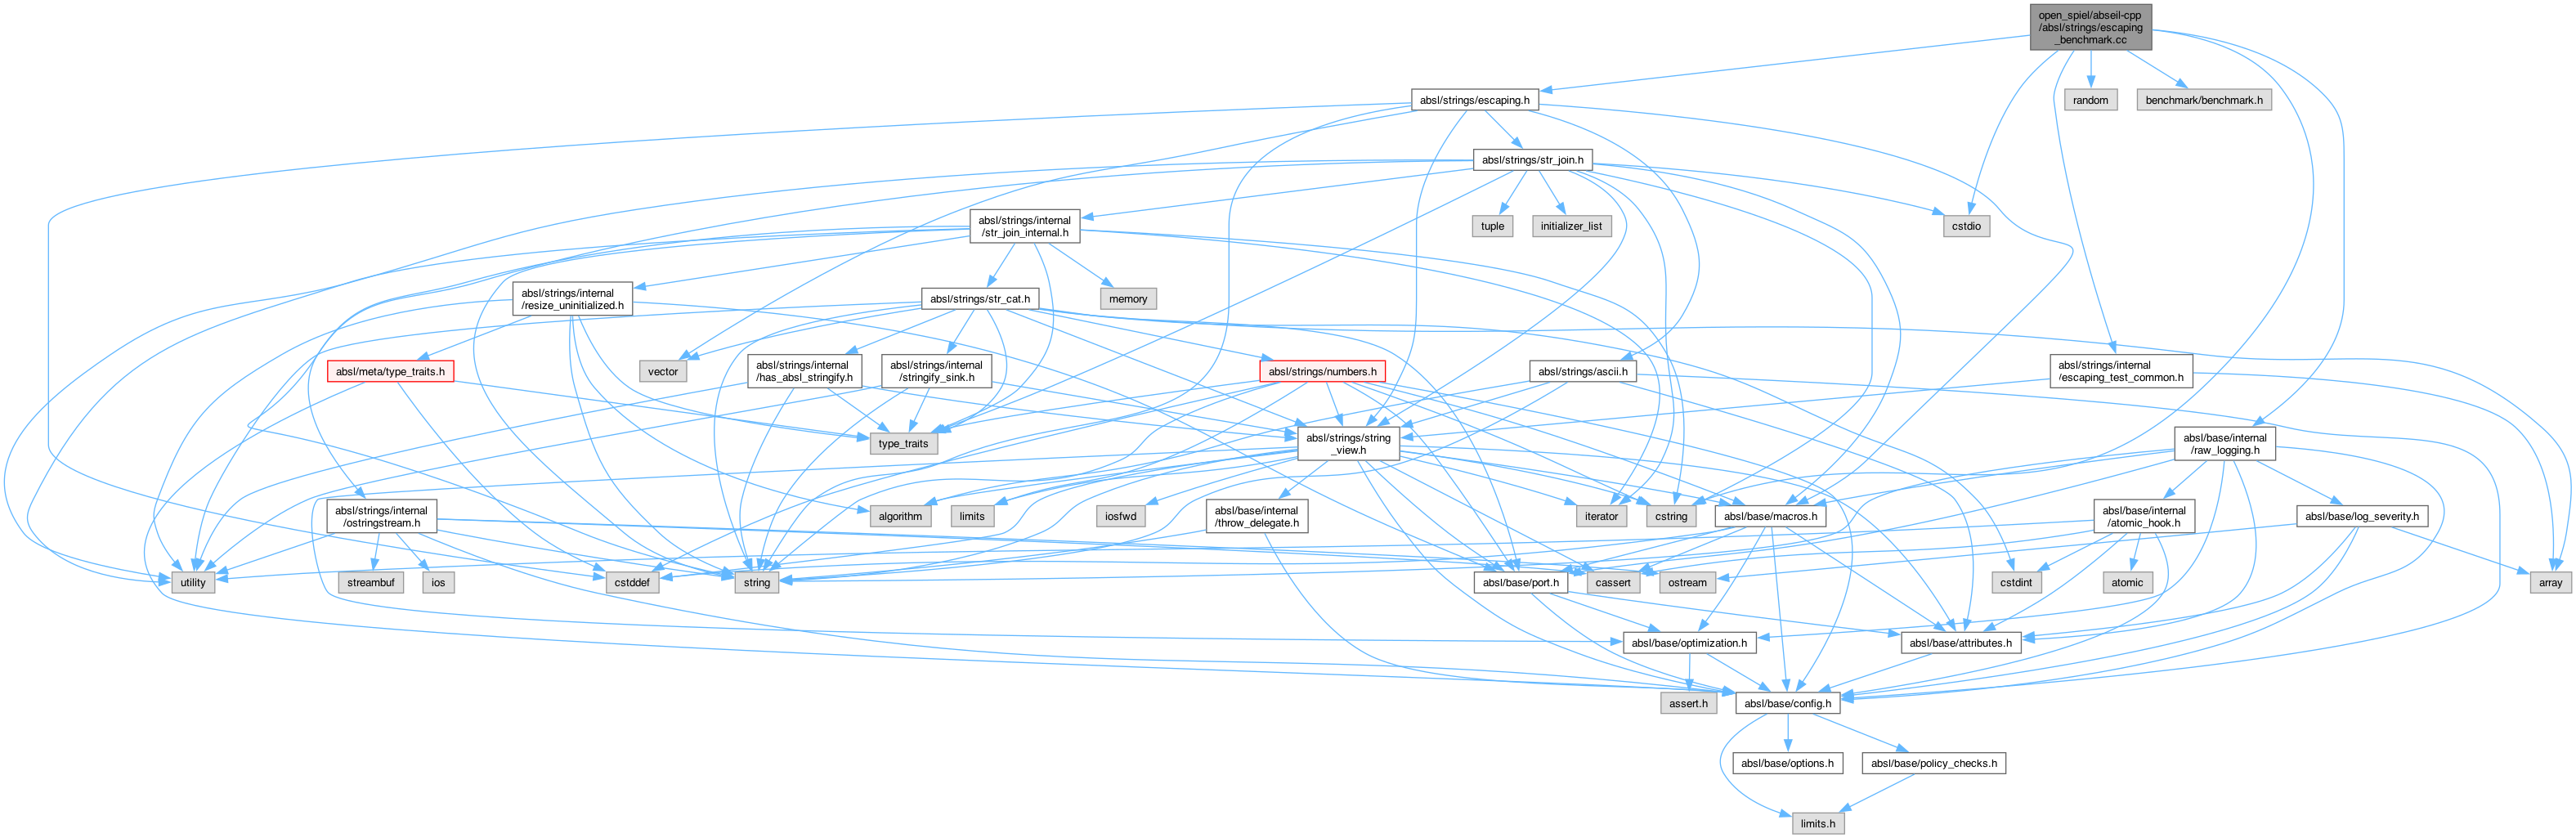 open_spiel/abseil-cpp
/absl/strings/escaping
_benchmark.cc
absl/strings/escaping.h
random
benchmark/benchmark.h
absl/strings/str_join.h
absl/strings/internal
/str_join_internal.h
tuple
initializer_list
cstdio
absl/strings/internal
/resize_uninitialized.h
absl/strings/str_cat.h
memory
absl/meta/type_traits.h
vector
absl/strings/internal
/has_absl_stringify.h
absl/strings/internal
/stringify_sink.h
absl/strings/numbers.h
absl/strings/ascii.h
absl/strings/internal
/escaping_test_common.h
type_traits
absl/strings/string
_view.h
absl/base/internal
/raw_logging.h
absl/strings/internal
/ostringstream.h
algorithm
limits
iosfwd
absl/base/internal
/throw_delegate.h
iterator
cstring
absl/base/macros.h
absl/base/internal
/atomic_hook.h
absl/base/log_severity.h
utility
streambuf
ios
cstddef
string
absl/base/port.h
cassert
ostream
cstdint
atomic
array
absl/base/optimization.h
absl/base/attributes.h
assert.h
absl/base/config.h
absl/base/options.h
absl/base/policy_checks.h
limits.h